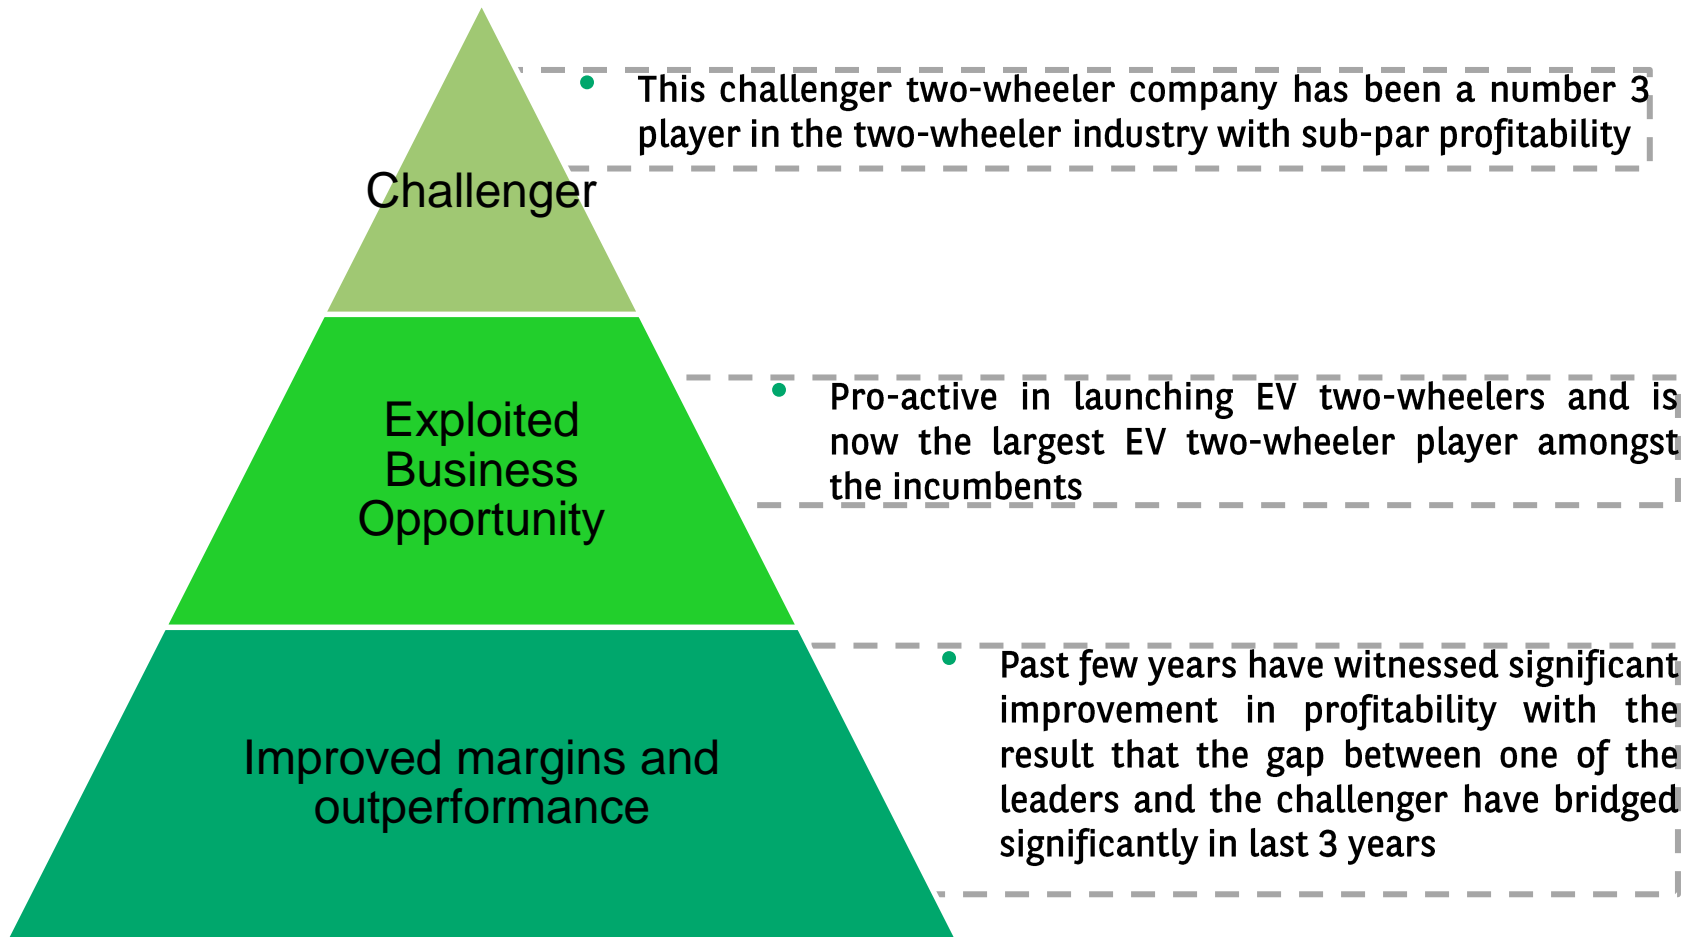 • This challenger two-wheeler company has been a number 3
player in the two-wheeler industry with sub-par profitability
Challenger
• Pro-active in launching EV two-wheelers and is
now the largest EV two-wheeler player amongst
the incumbents
Exploited
Business
Opportunity
• Past few years have witnessed significant
improvement in profitability with the
result that the gap between one of the
leaders and the challenger have bridged
significantly in last 3 years
Improved margins and
outperformance